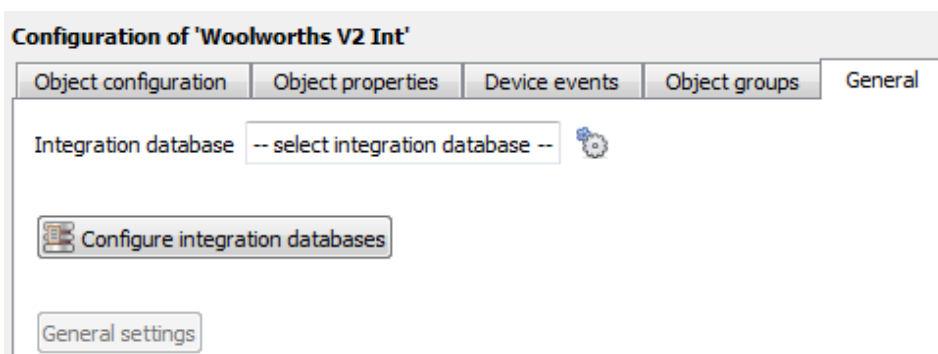 Configuration of 'Woolworths V2 Int'
Object configuration Object properties Device events Object groups General
Integration database -- select integration database --
Configure integration databases
General settings